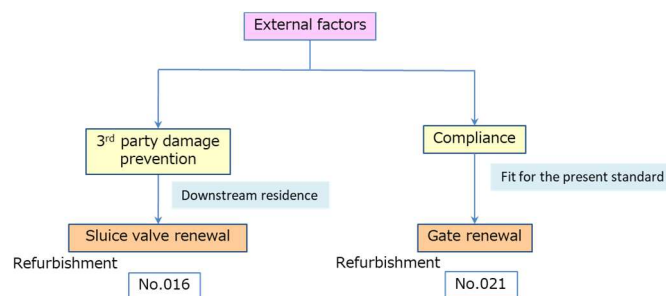 External factors
3rd party damage
prevention
Compliance
Downstream residence
Fit for the present standard
Sluice valve renewal
Gate renewal
Refurbishment
Refurbishment
No.016
No.021